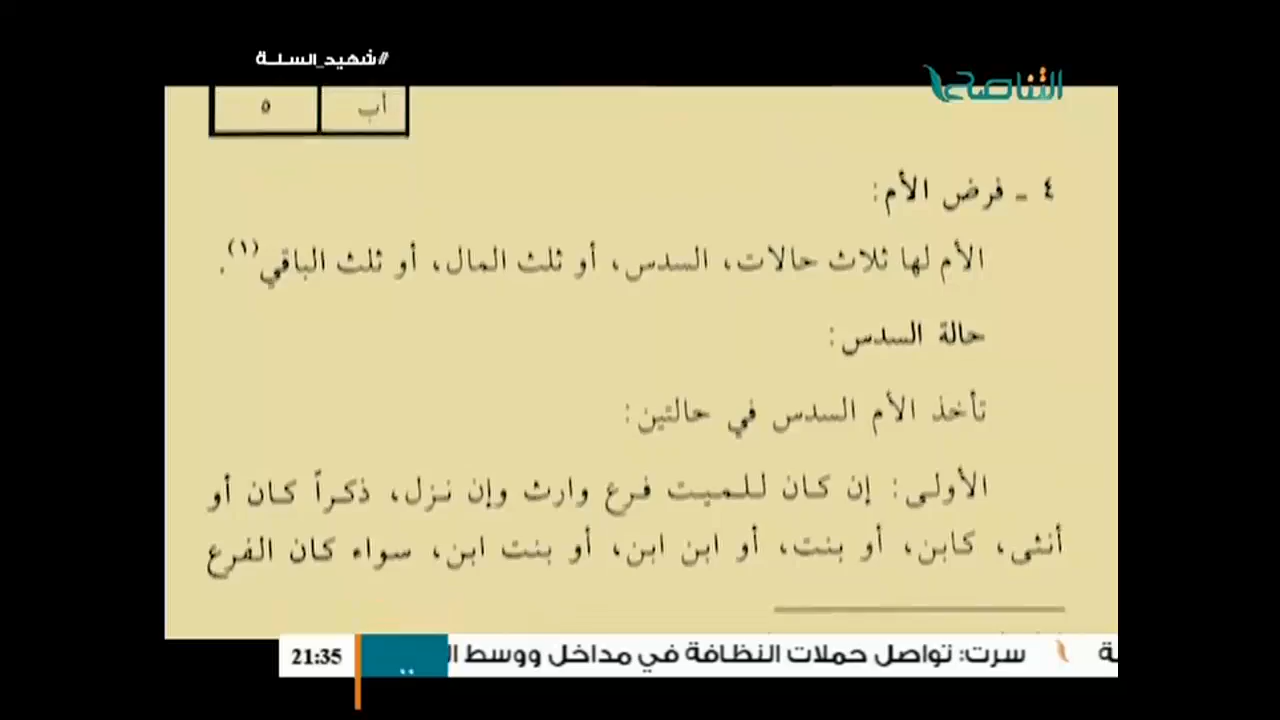 #شهيد_السنة
التناصح
أب ٥
٤ - فرض الأم:
الأم لها ثلاث حالات، السدس، أو ثلث المال، أو ثلث الباقي(١).
حالة السدس:
تأخذ الأم السدس في حالتين:
الأولى: إن كان للميت فرع وارث وإن نزل، ذكراً كان أو
أنثى، كابن، أو بنت، أو ابن ابن، أو بنت ابن، سواء كان الفرع
سرت: تواصل حملات النظافة في مداخل ووسط
21:35